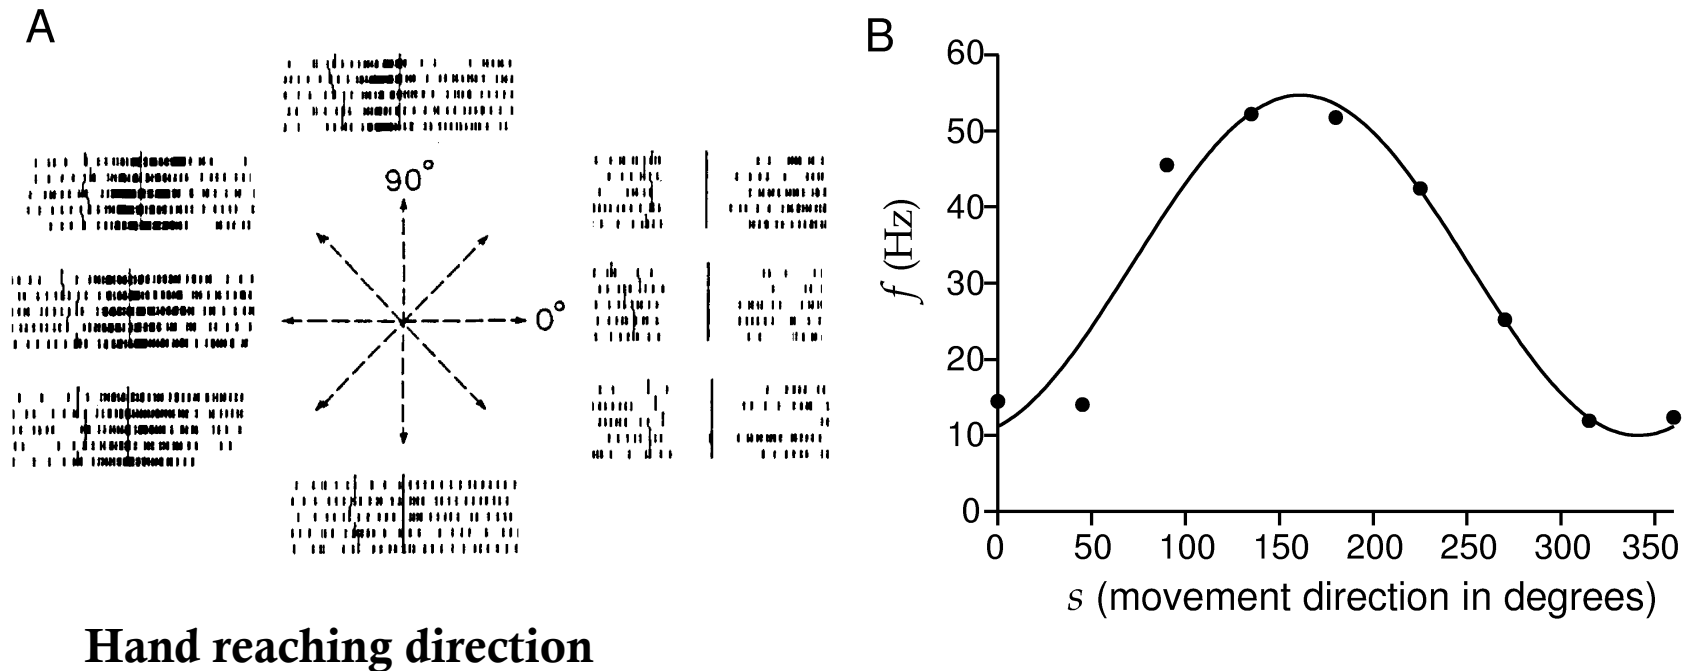 A
90°
0°
Hand reaching direction
B
60
50
40
30
20
10
0
f (Hz)
0 50 100 150 200 250 300 350
s (movement direction in degrees)